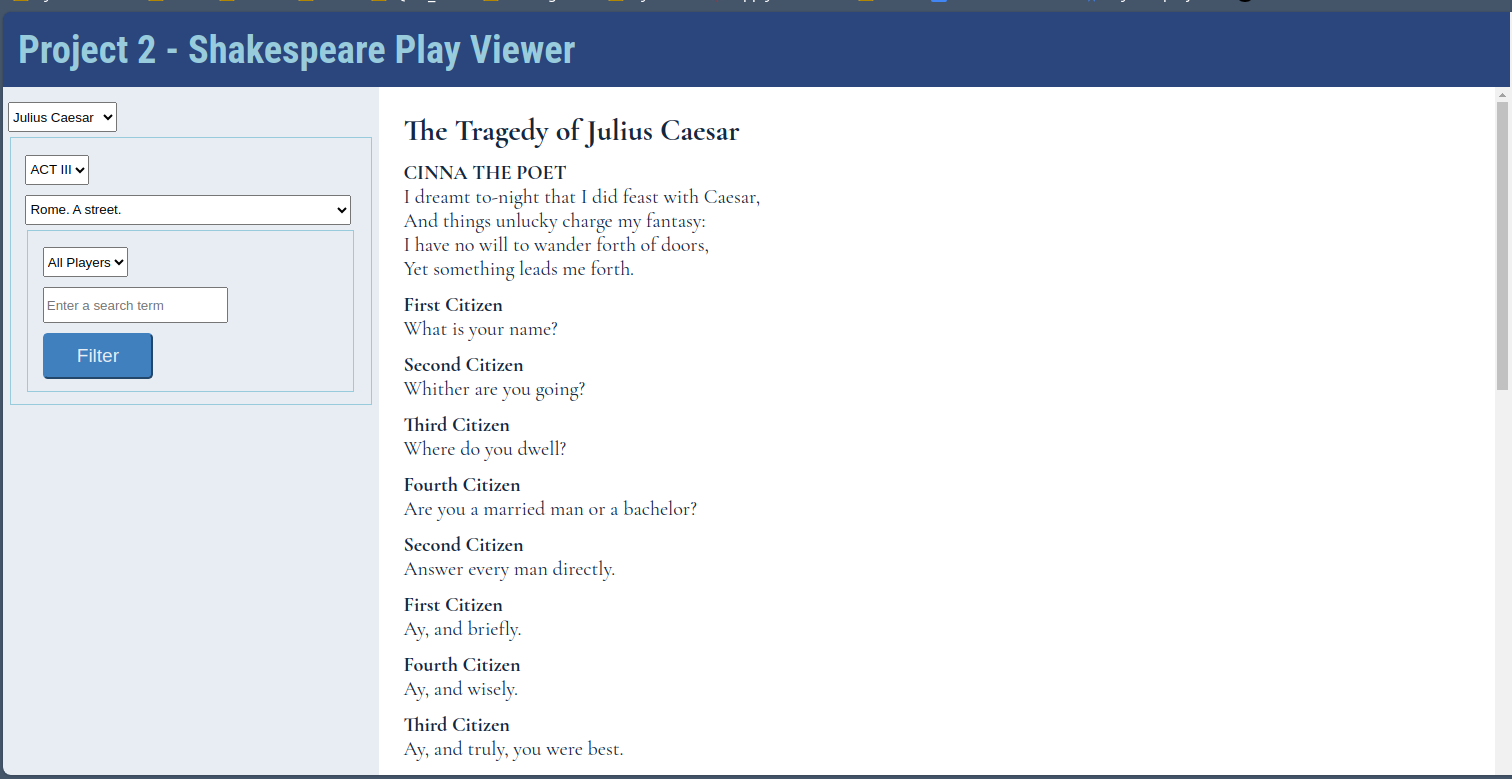 Project 2 - Shakespeare Play Viewer
Julius Caesar
ACT III
Rome. A street.
All Players
Enter a search term
Filter
The Tragedy of Julius Caesar
CINNA THE POET
I dreamt to-night that I did feast with Caesar,
And things unlucky charge my fantasy:
I have no will to wander forth of doors,
Yet something leads me forth.
First Citizen
What is your name?
Second Citizen
Whither are you going?
Third Citizen
Where do you dwell?
Fourth Citizen
Are you a married man or a bachelor?
Second Citizen
Answer every man directly.
First Citizen
Ay, and briefly.
Fourth Citizen
Ay, and wisely.
Third Citizen
Ay, and truly, you were best.